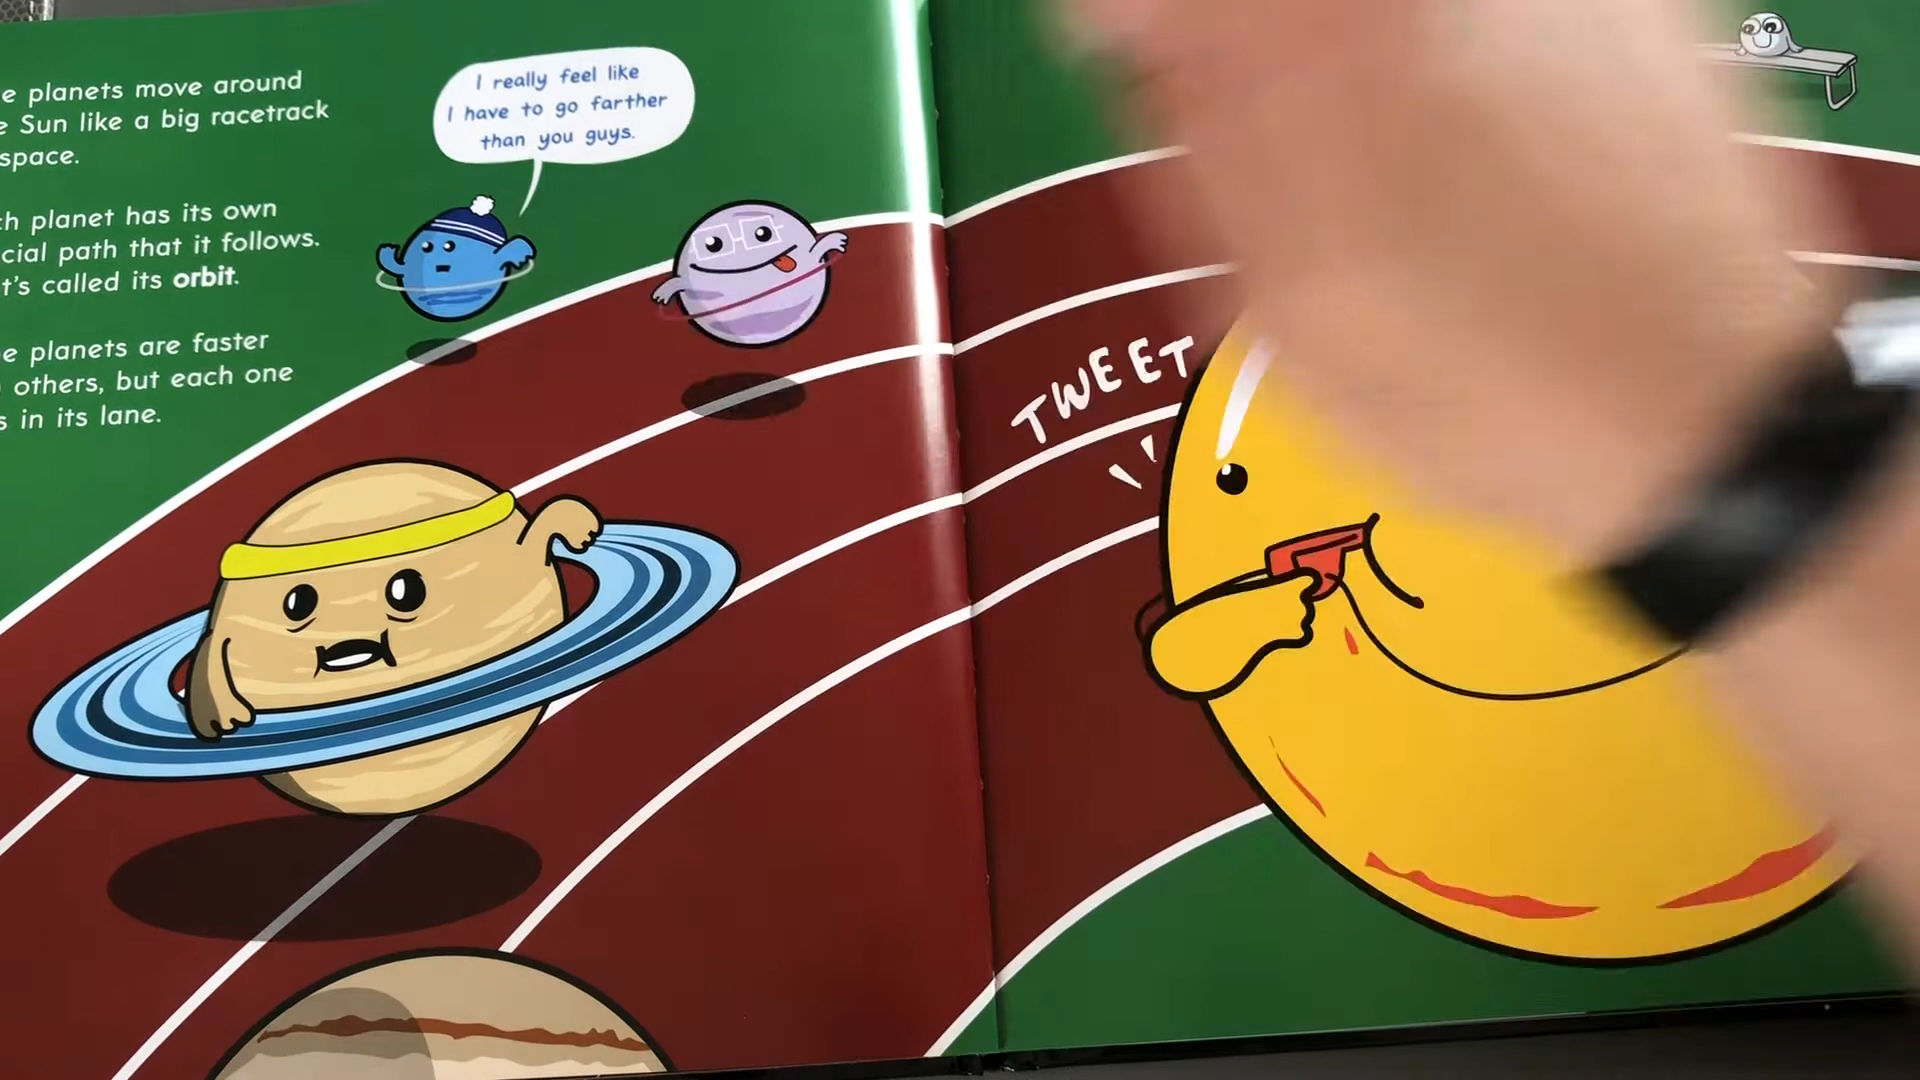 e planets move around
e Sun like a big racetrack
space.
ch planet has its own
cial path that it follows.
t's called its orbit.
e planets are faster
others, but each one
s in its lane.
I really feel like
I have to go farther
than you guys.
TWEET